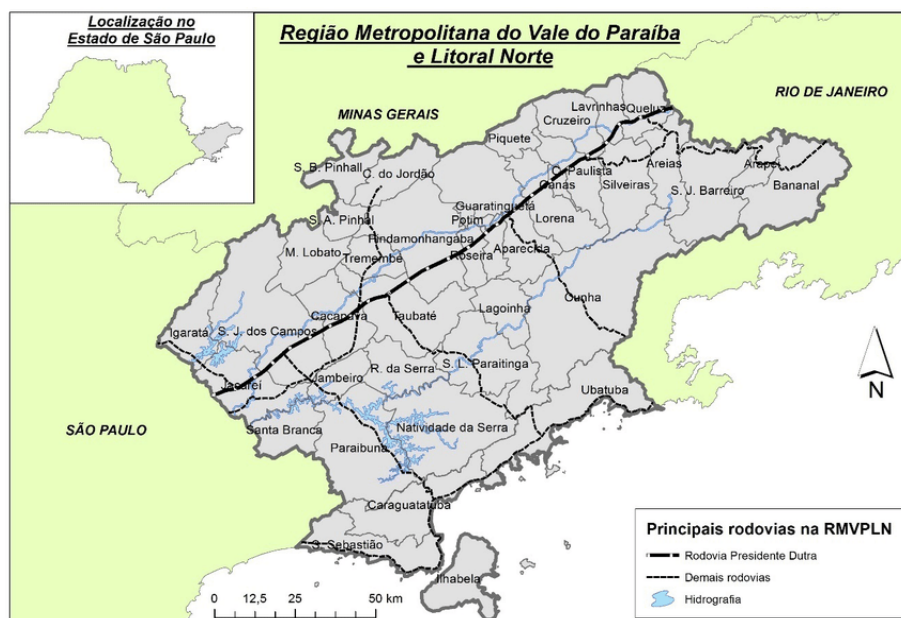 Localização no
Estado de São Paulo
Região Metropolitana do Vale do Paraíba
e Litoral Norte
MINAS GERAIS
RIO DE JANEIRO
Lavrinhas
Queluz
Cruzeiro
Piquete
S. B. Pinhall
C. do Jordão
C. Paulista
Canas
Areias
Arapeí
Silveiras
S. J. Barreiro
Bananal
Guaratinguetá
Potim
Lorena
S. A. Pinhal
Pindamonhangaba
M. Lobato
Tremembé
Roseira
Aparecida
Cunha
Lagoinha
Caçapava
Taubaté
Igaratá
S. J. dos Campos
S. L. Paraitinga
R. da Serra
Jambeiro
Jacareí
Ubatuba
Santa Branca
Natividade da Serra
Paraibuna
SÃO PAULO
Caraguatatuba
S. Sebastião
Ilhabela
N
0 12,5 25 50 km
Principais rodovias na RMVPLN
Rodovia Presidente Dutra
Demais rodovias
Hidrografia